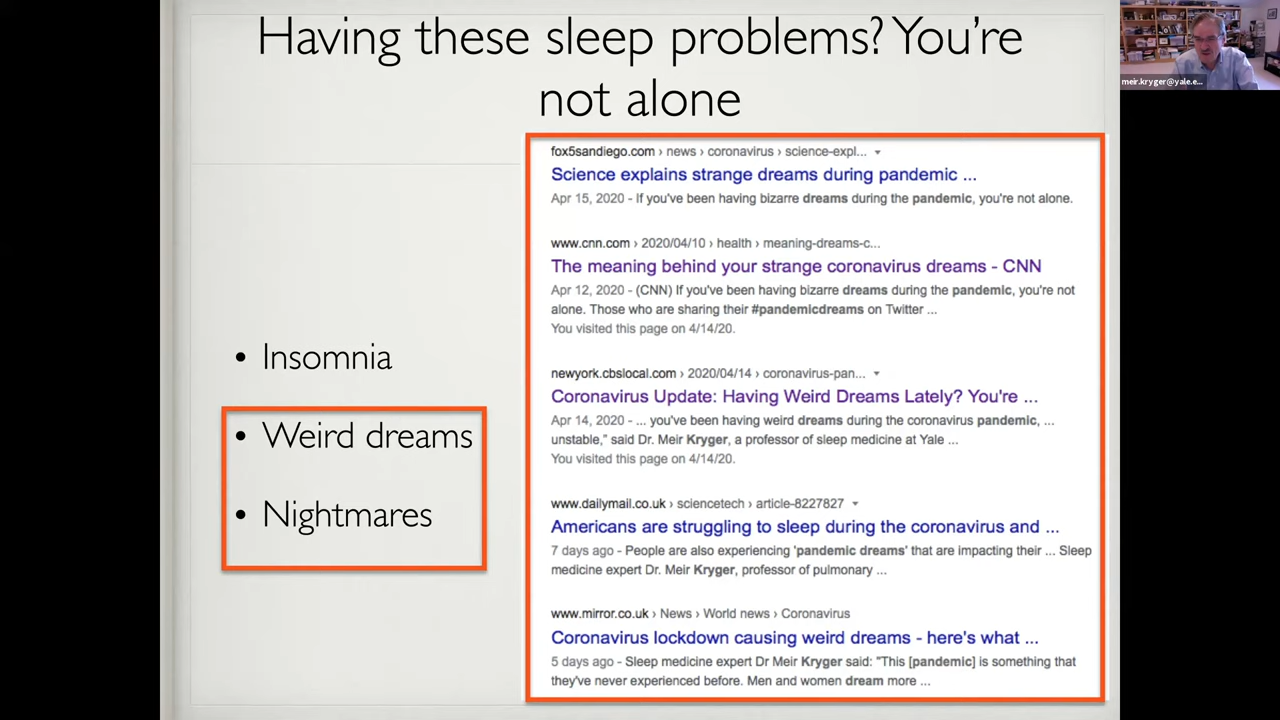 Having these sleep problems? You’re
not alone
meir.kryger@yale.e...
• Insomnia
• Weird dreams
• Nightmares
fox5sandiego.com › news › coronavirus › science-expl...
Science explains strange dreams during pandemic ...
Apr 15, 2020 - If you've been having bizarre dreams during the pandemic, you're not alone.
www.cnn.com › 2020/04/10 › health › meaning-dreams-c...
The meaning behind your strange coronavirus dreams - CNN
Apr 12, 2020 - (CNN) If you've been having bizarre dreams during the pandemic, you're not
alone. Those who are sharing their #pandemicdreams on Twitter ...
You visited this page on 4/14/20.
newyork.cbslocal.com › 2020/04/14 › coronavirus-pan...
Coronavirus Update: Having Weird Dreams Lately? You're ...
Apr 14, 2020 - ... you've been having weird dreams during the coronavirus pandemic, ...
unstable,” said Dr. Meir Kryger, a professor of sleep medicine at Yale ...
You visited this page on 4/14/20.
www.dailymail.co.uk › sciencetech › article-8227827
Americans are struggling to sleep during the coronavirus and ...
7 days ago - People are also experiencing 'pandemic dreams' that are impacting their ... Sleep
medicine expert Dr. Meir Kryger, professor of pulmonary ...
www.mirror.co.uk › News › World news › Coronavirus
Coronavirus lockdown causing weird dreams - here's what ...
5 days ago - Sleep medicine expert Dr Meir Kryger said: "This [pandemic] is something that
they've never experienced before. Men and women dream more ...